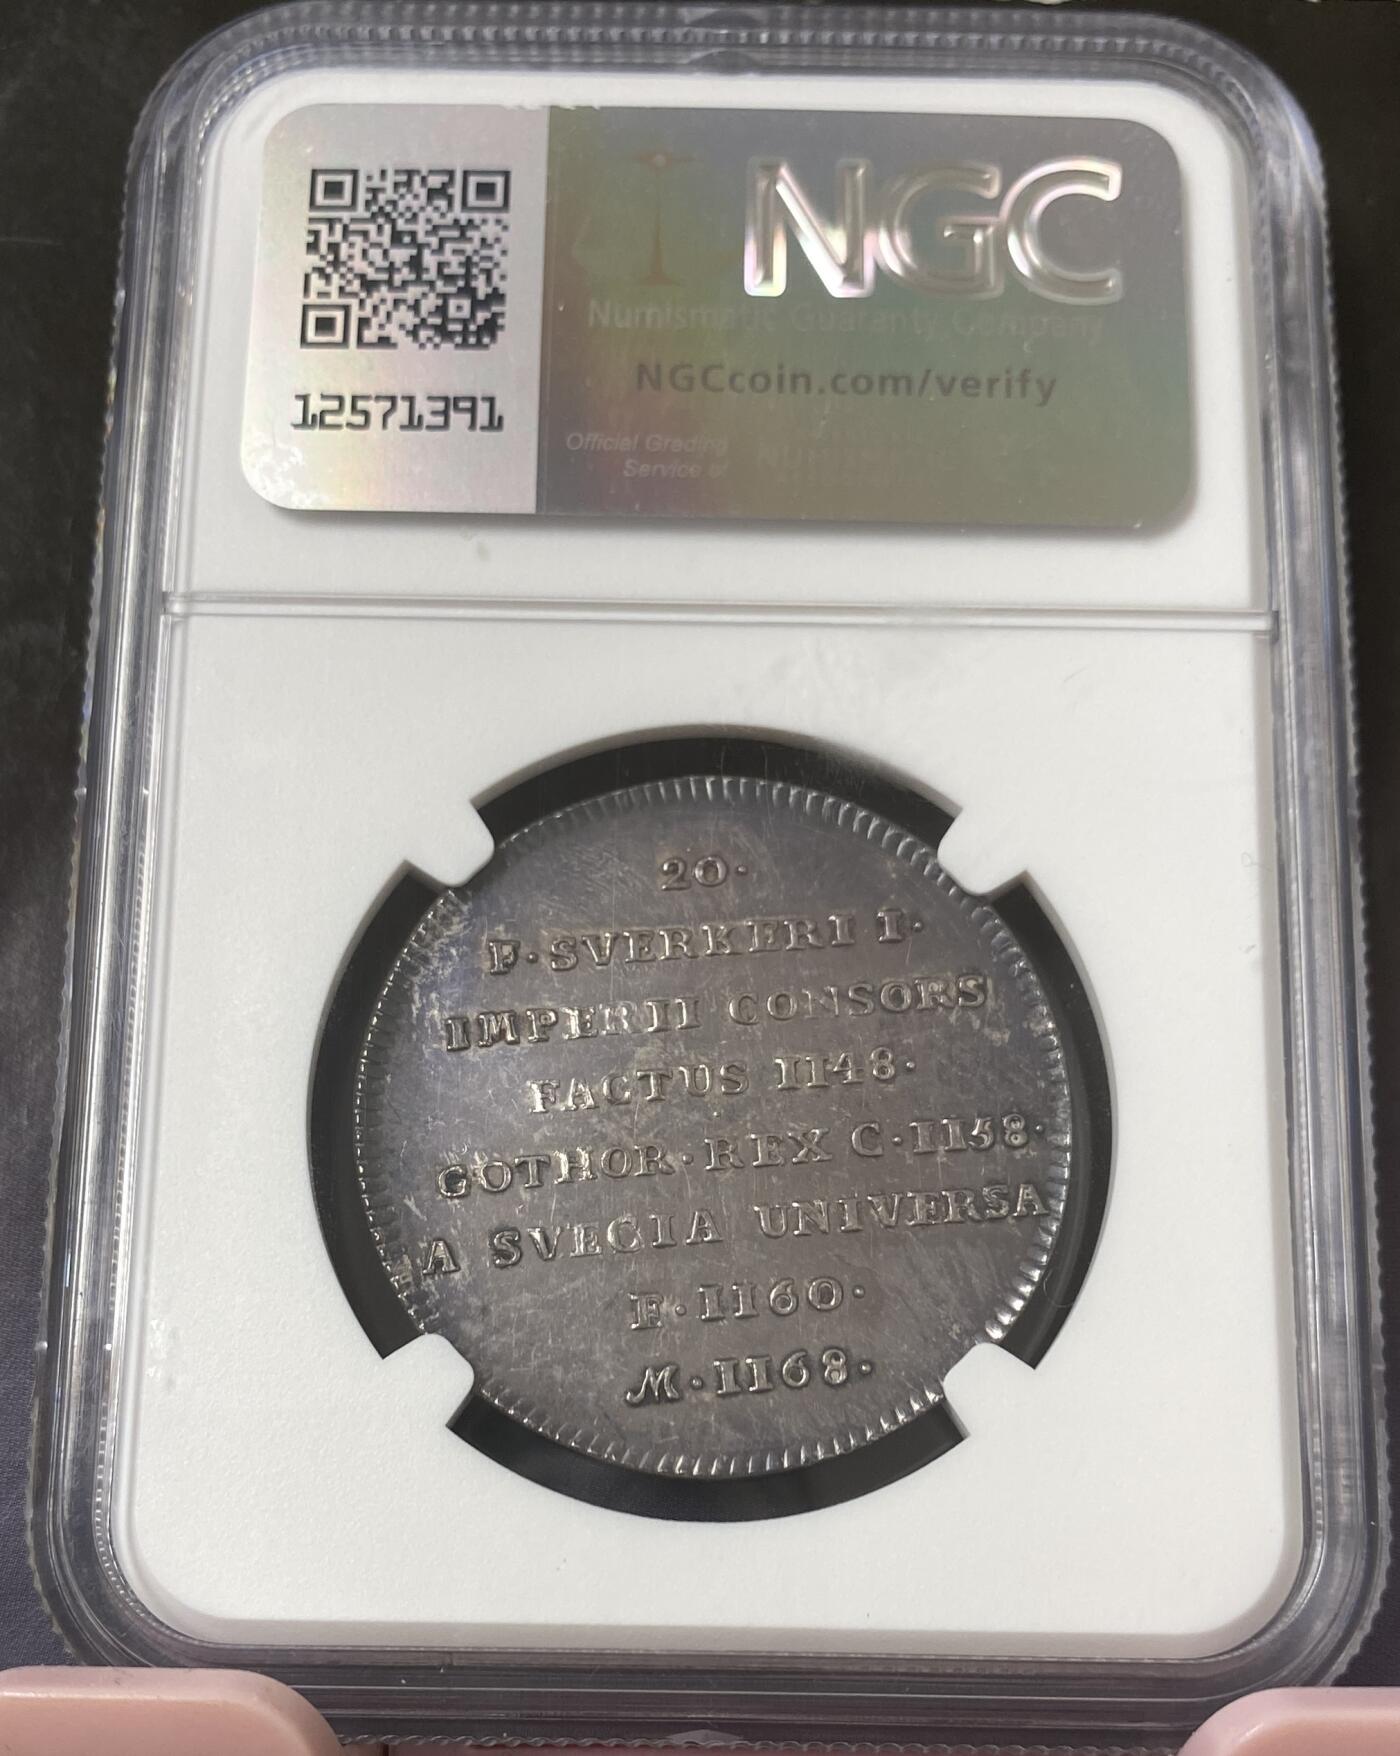 NGC
Numismatic Guaranty Company
NGCcoin.com/verify
12571391
Official Grading
Service of
20·
F·SVERKERI I·
IMPERII CONSORS
FACTUS 1148·
GOTHOR·REX C·1158·
A SVECIA UNIVERSA
F·1160·
M·1168·